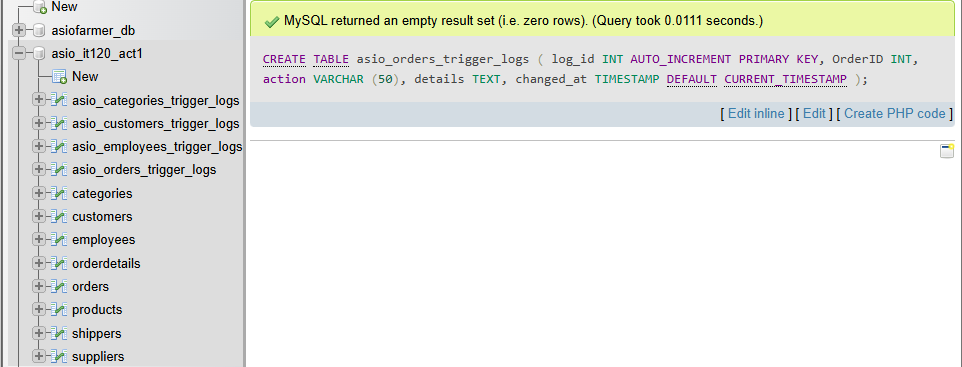 New
asiofarmer_db
asio_it120_act1
New
asio_categories_trigger_logs
asio_customers_trigger_logs
asio_employees_trigger_logs
asio_orders_trigger_logs
categories
customers
employees
orderdetails
orders
products
shippers
suppliers
MySQL returned an empty result set (i.e. zero rows). (Query took 0.0111 seconds.)
CREATE TABLE asio_orders_trigger_logs ( log_id INT AUTO_INCREMENT PRIMARY KEY, OrderID INT,
action VARCHAR (50), details TEXT, changed_at TIMESTAMP DEFAULT CURRENT_TIMESTAMP );
[ Edit inline ] [ Edit ] [ Create PHP code ]